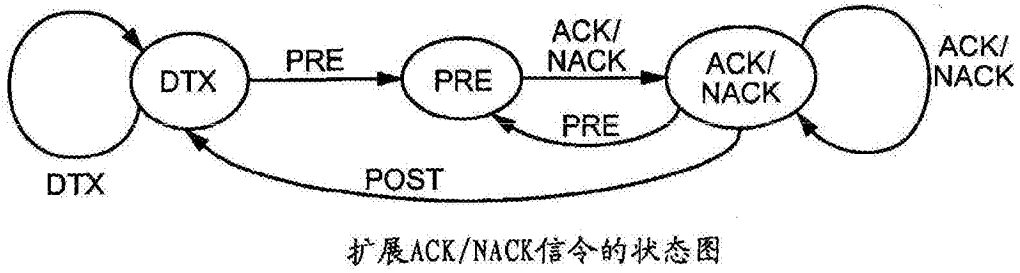 DTX
PRE
PRE
ACK/
NACK
ACK/
NACK
ACK/
NACK
PRE
DTX
POST
扩展ACK/NACK信令的状态图